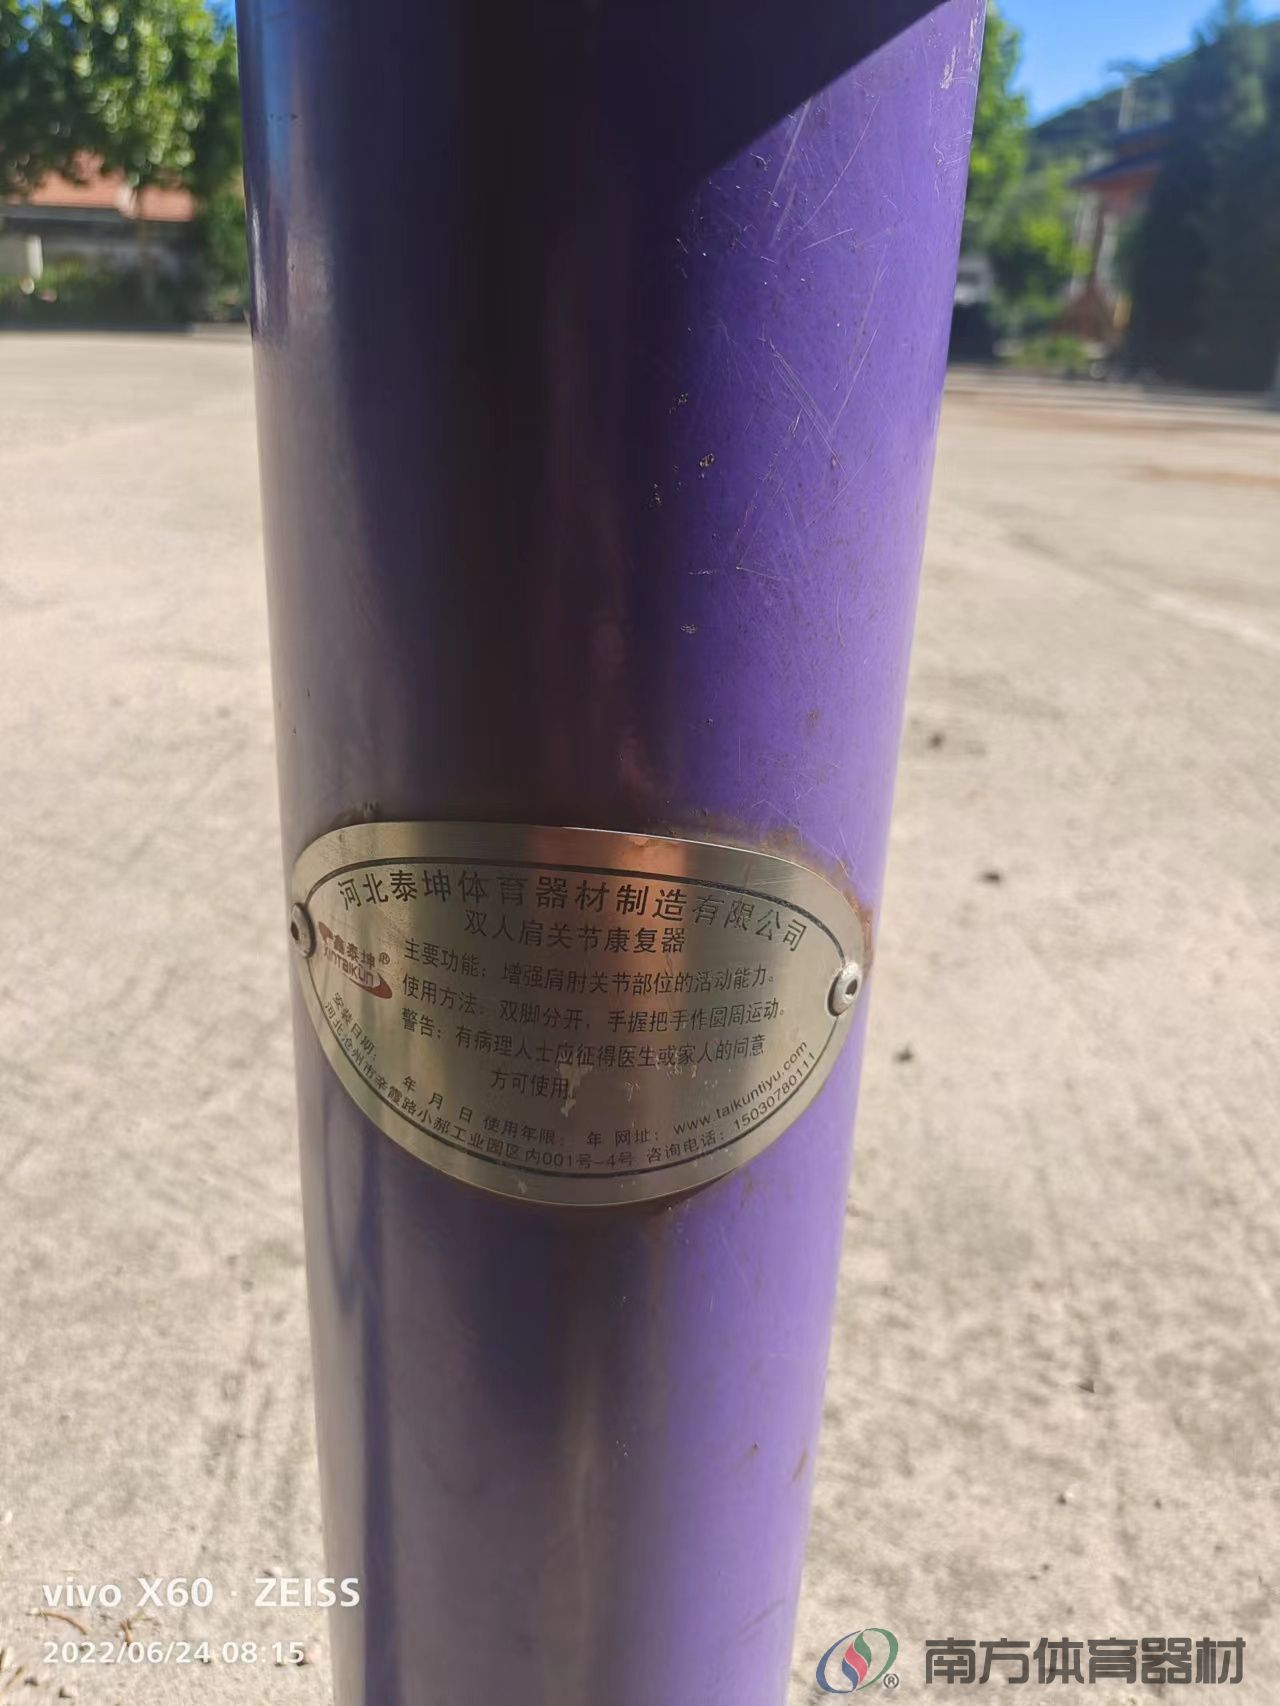 河北泰坤体育器材制造有限公司
双人肩关节康复器
鑫泰坤®
XINTAIKUN
主要功能：增强肩肘关节部位的活动能力。
使用方法：双脚分开，手握把手作圆周运动。
警告：有病理人士应征得医生或家人的同意
方可使用。
安装日期： 年 月 日 使用年限： 年 网址：www.taikuntiyu.com
河北沧州市辛霞路小郝工业园区内001号-4号 咨询电话：15030780111
vivo X60 · ZEISS
2022/06/24 08:15
® 南方体育器材